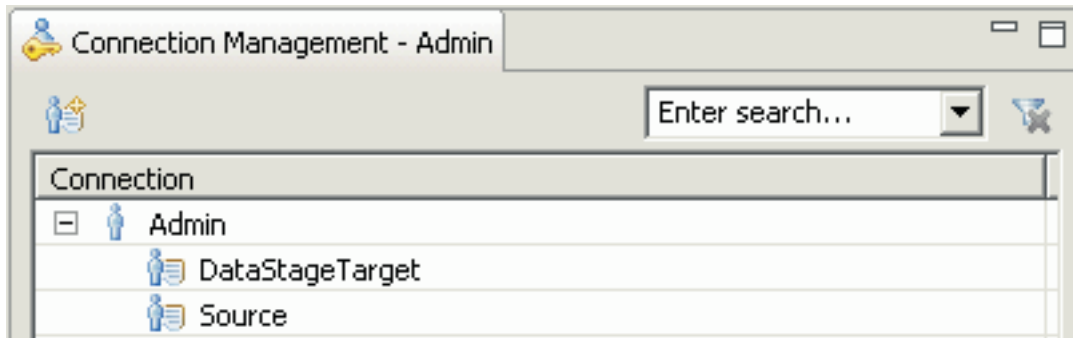 Connection Management - Admin
Enter search...
Connection
Admin
DataStageTarget
Source